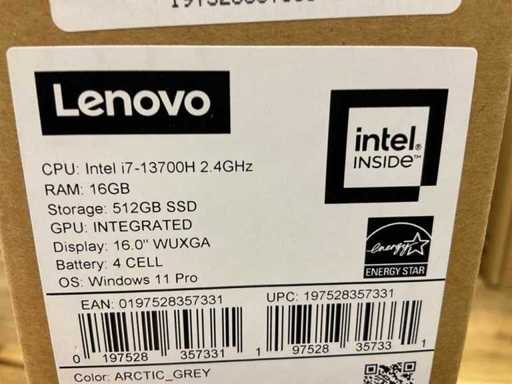 Lenovo
intel.
INSIDE™
CPU: Intel i7-13700H 2.4GHz
RAM: 16GB
Storage: 512GB SSD
GPU: INTEGRATED
Display: 16.0" WUXGA
Battery: 4 CELL
OS: Windows 11 Pro
energy
ENERGY STAR
EAN: 0197528357331
UPC: 197528357331
0 197528 357331
1 97528 35733 1
Color: ARCTIC_GREY